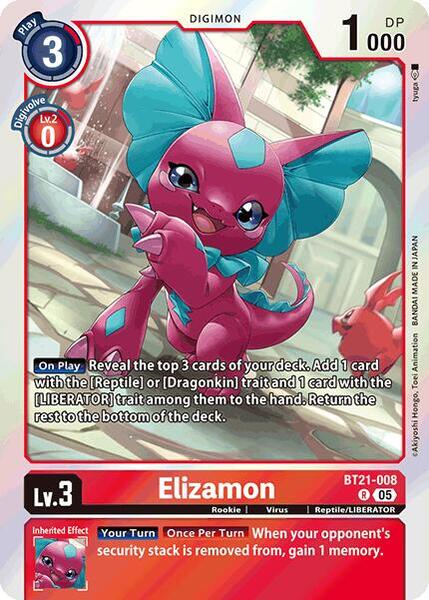 DIGIMON
Play
3
1000
DP
Digivolve
Lv.2
0
tyuga
©Akiyoshi Hongo, Toei Animation BANDAI MADE IN JAPAN
On Play Reveal the top 3 cards of your deck. Add 1 card
with the [Reptile] or [Dragonkin] trait and 1 card with the
[LIBERATOR] trait among them to the hand. Return the
rest to the bottom of the deck.
Lv.3
Elizamon
BT21-008
R 05
Rookie | Virus | Reptile/LIBERATOR
Inherited Effect
Your Turn Once Per Turn When your opponent's
security stack is removed from, gain 1 memory.